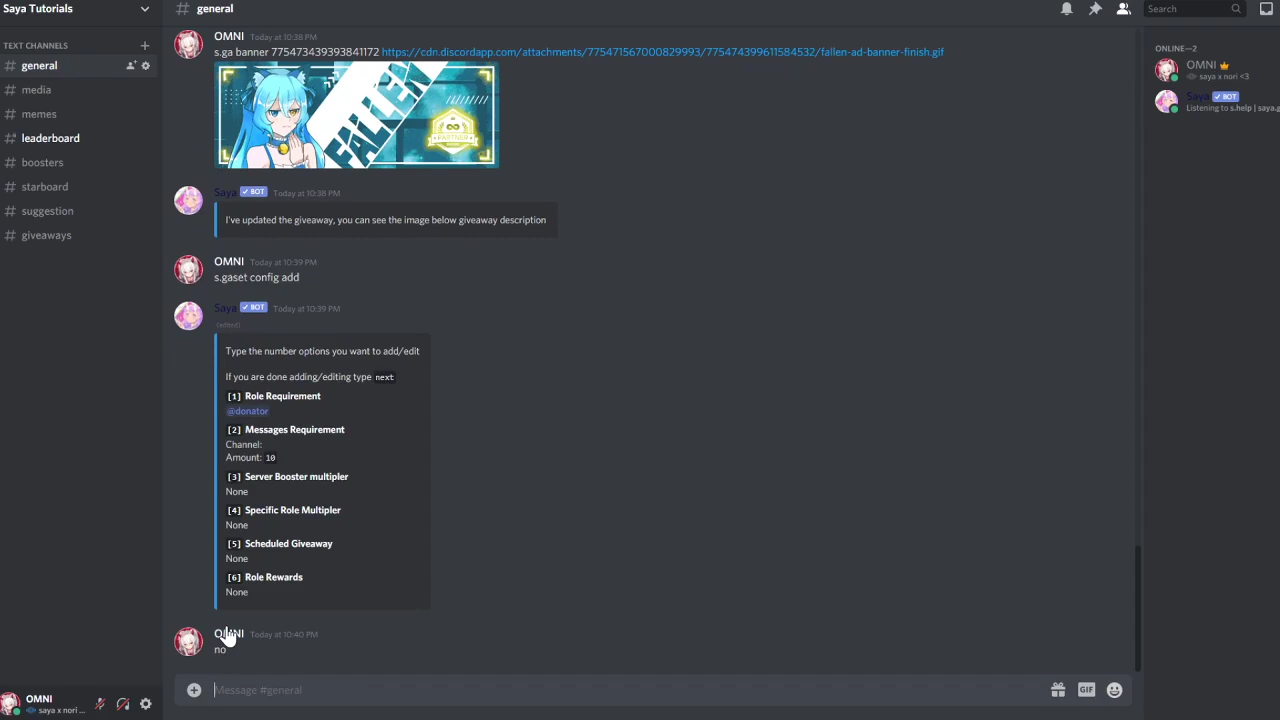 Saya Tutorials
TEXT CHANNELS
general
media
memes
leaderboard
boosters
starboard
suggestion
giveaways
OMNI
saya x nori ...
# general
Search
OMNI Today at 10:38 PM
s.ga banner 775473439393841172 https://cdn.discordapp.com/attachments/775471567000829993/775474399611584532/fallen-ad-banner-finish.gif
FALLEN
PARTNER
Saya ✓ BOT Today at 10:38 PM
I've updated the giveaway, you can see the image below giveaway description
OMNI Today at 10:39 PM
s.gaset config add
Saya ✓ BOT Today at 10:39 PM
(edited)
Type the number options you want to add/edit
If you are done adding/editing type next
[1] Role Requirement
@donator
[2] Messages Requirement
Channel:
Amount: 10
[3] Server Booster multipler
None
[4] Specific Role Multipler
None
[5] Scheduled Giveaway
None
[6] Role Rewards
None
OMNI Today at 10:40 PM
no
Message #general
GIF
ONLINE—2
OMNI
saya x nori <3
Saya ✓ BOT
Listening to s.help | saya.g